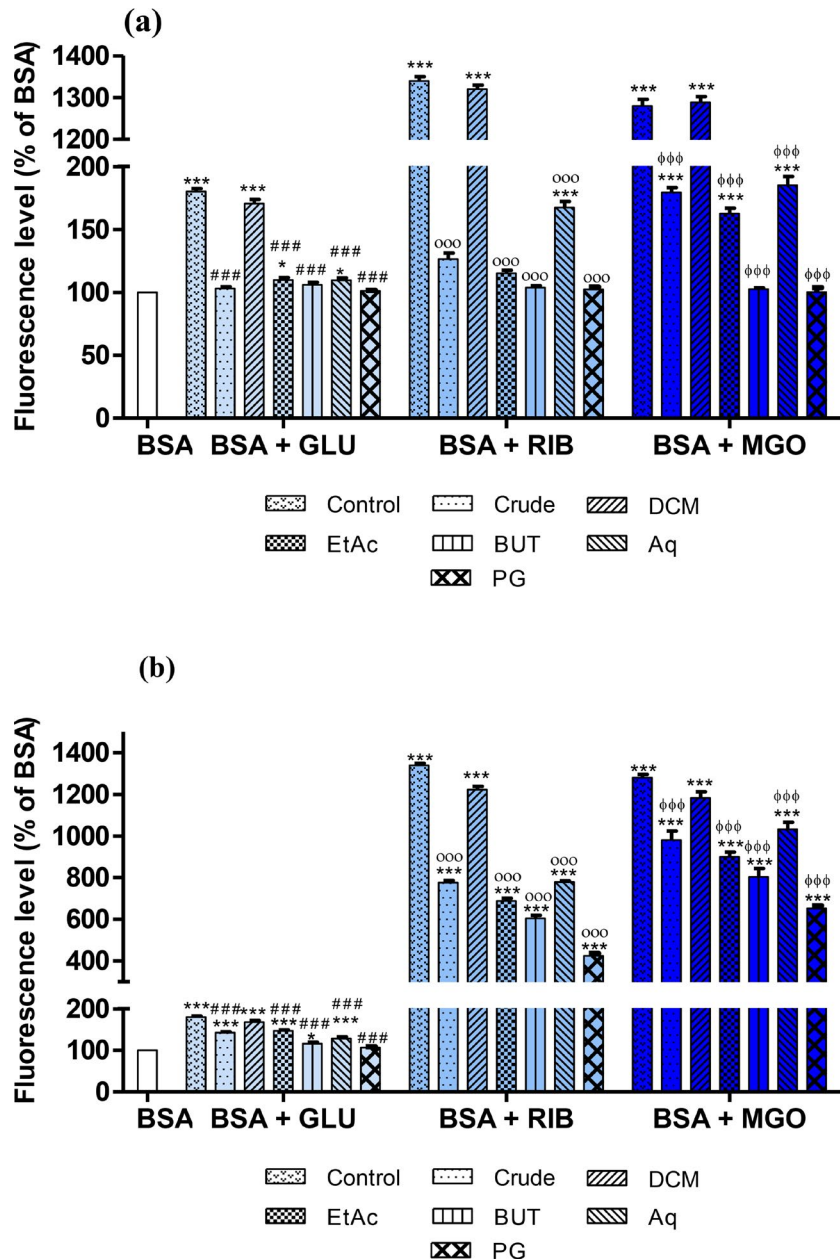 (a)
Fluorescence level (% of BSA)
1400
1300
1200
200
150
100
50
0
*** *** *** *** *** ***
ϕϕϕ ϕϕϕ ϕϕϕ
*** *** ***
ooo
***
### ### ### ### ###
* *
ooo ooo ooo ooo
ϕϕϕ ϕϕϕ
BSA BSA + GLU BSA + RIB BSA + MGO
Control Crude DCM
EtAc BUT Aq
PG
(b)
Fluorescence level (% of BSA)
1400
1200
1000
800
600
400
200
100
0
*** *** *** ***
ϕϕϕ ϕϕϕ ϕϕϕ ϕϕϕ ϕϕϕ
*** *** *** *** ***
ooo ooo ooo ooo ooo
*** *** *** *** ***
*** ### *** ### ### ### ###
*** *** * ***
BSA BSA + GLU BSA + RIB BSA + MGO
Control Crude DCM
EtAc BUT Aq
PG